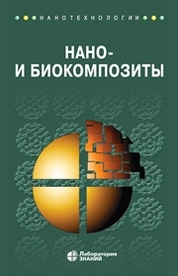 НАНОТЕХНОЛОГИИ
НАНО-
И БИОКОМПОЗИТЫ
Лаборатория
ЗНАНИЙ